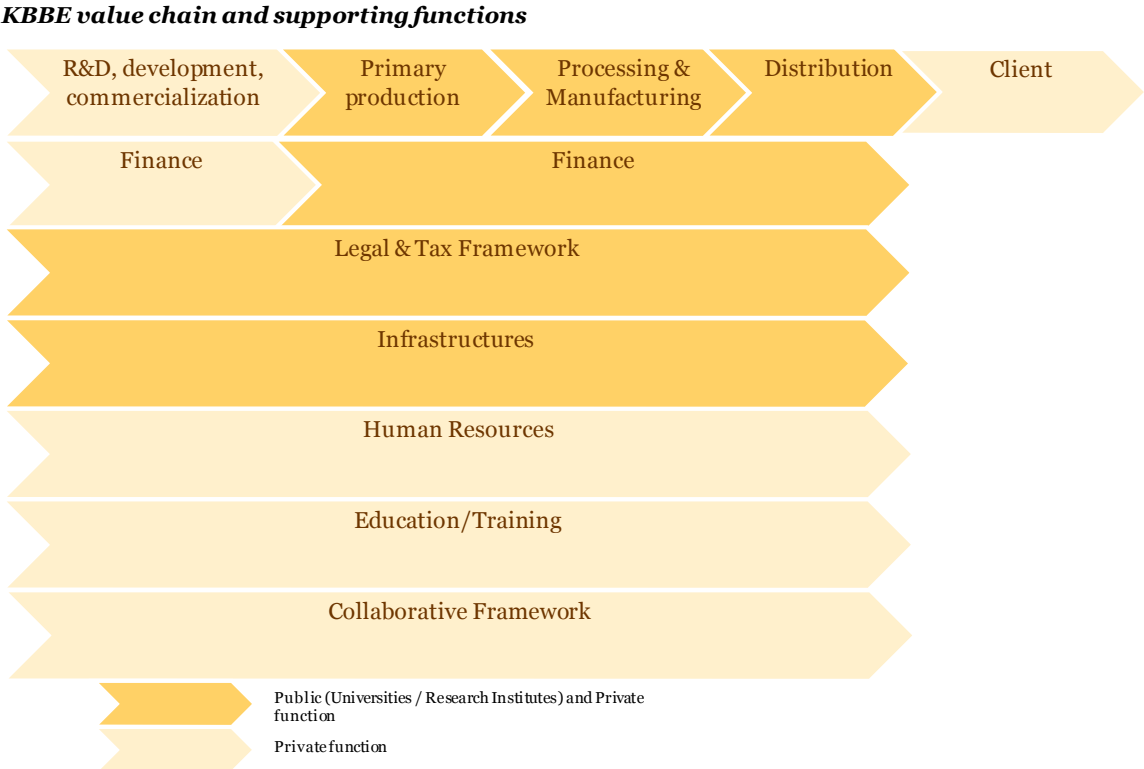 KBBE value chain and supporting functions
R&D, development,
commercialization
Primary
production
Processing &
Manufacturing
Distribution
Client
Finance
Finance
Legal & Tax Framework
Infrastructures
Human Resources
Education/Training
Collaborative Framework
Public (Universities / Research Institutes) and Private
function
Private function